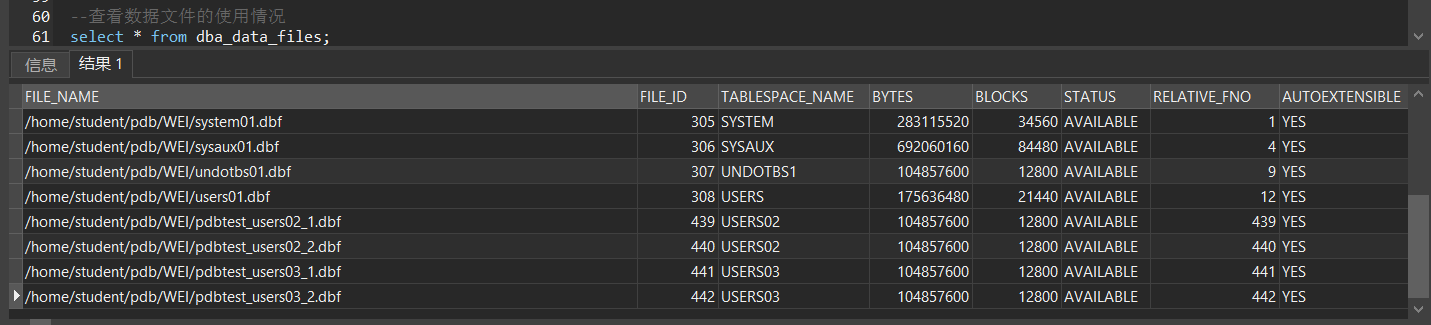 60 --查看数据文件的使用情况
61 select * from dba_data_files;
信息 结果 1
FILE_NAME FILE_ID TABLESPACE_NAME BYTES BLOCKS STATUS RELATIVE_FNO AUTOEXTENSIBLE
/home/student/pdb/WEI/system01.dbf 305 SYSTEM 283115520 34560 AVAILABLE 1 YES
/home/student/pdb/WEI/sysaux01.dbf 306 SYSAUX 692060160 84480 AVAILABLE 4 YES
/home/student/pdb/WEI/undotbs01.dbf 307 UNDOTBS1 104857600 12800 AVAILABLE 9 YES
/home/student/pdb/WEI/users01.dbf 308 USERS 175636480 21440 AVAILABLE 12 YES
/home/student/pdb/WEI/pdbtest_users02_1.dbf 439 USERS02 104857600 12800 AVAILABLE 439 YES
/home/student/pdb/WEI/pdbtest_users02_2.dbf 440 USERS02 104857600 12800 AVAILABLE 440 YES
/home/student/pdb/WEI/pdbtest_users03_1.dbf 441 USERS03 104857600 12800 AVAILABLE 441 YES
/home/student/pdb/WEI/pdbtest_users03_2.dbf 442 USERS03 104857600 12800 AVAILABLE 442 YES